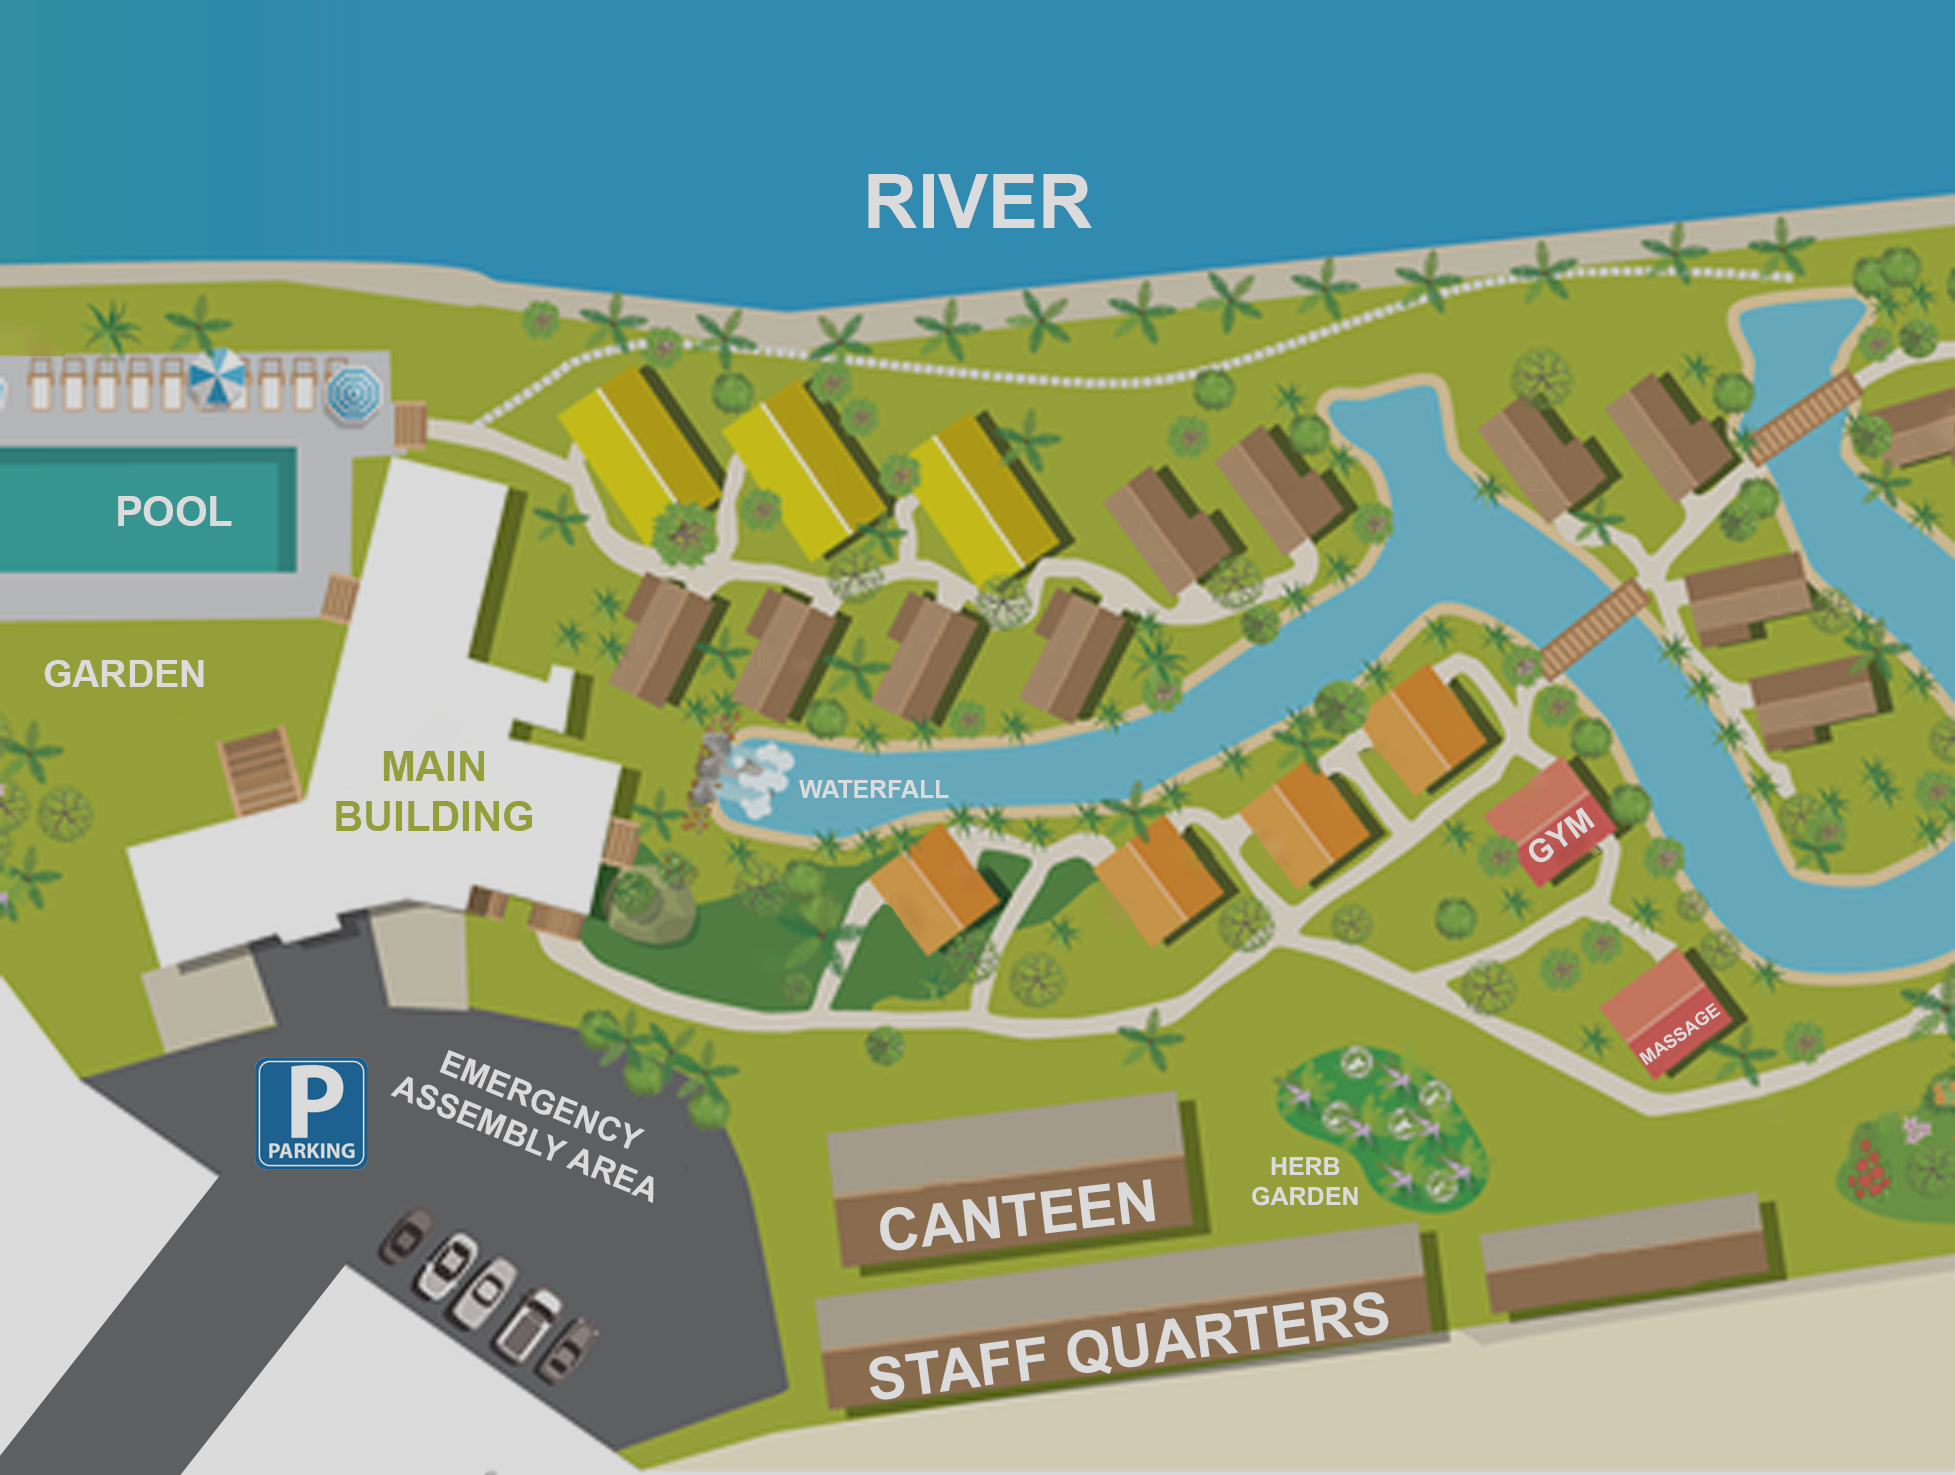 RIVER
POOL
GARDEN
MAIN
BUILDING
WATERFALL
GYM
MASSAGE
P
PARKING
EMERGENCY
ASSEMBLY AREA
HERB
GARDEN
CANTEEN
STAFF QUARTERS